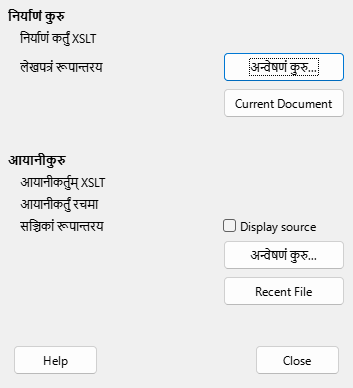 निर्याणं कुरु
निर्याणं कर्तुं XSLT
लेखपत्रं रूपान्तरय
अन्वेषणं कुरु...
Current Document
आयानीकुरु
आयानीकर्तुम् XSLT
आयानीकर्तुं रचमा
सञ्चिकां रूपान्तरय
Display source
अन्वेषणं कुरु...
Recent File
Help
Close